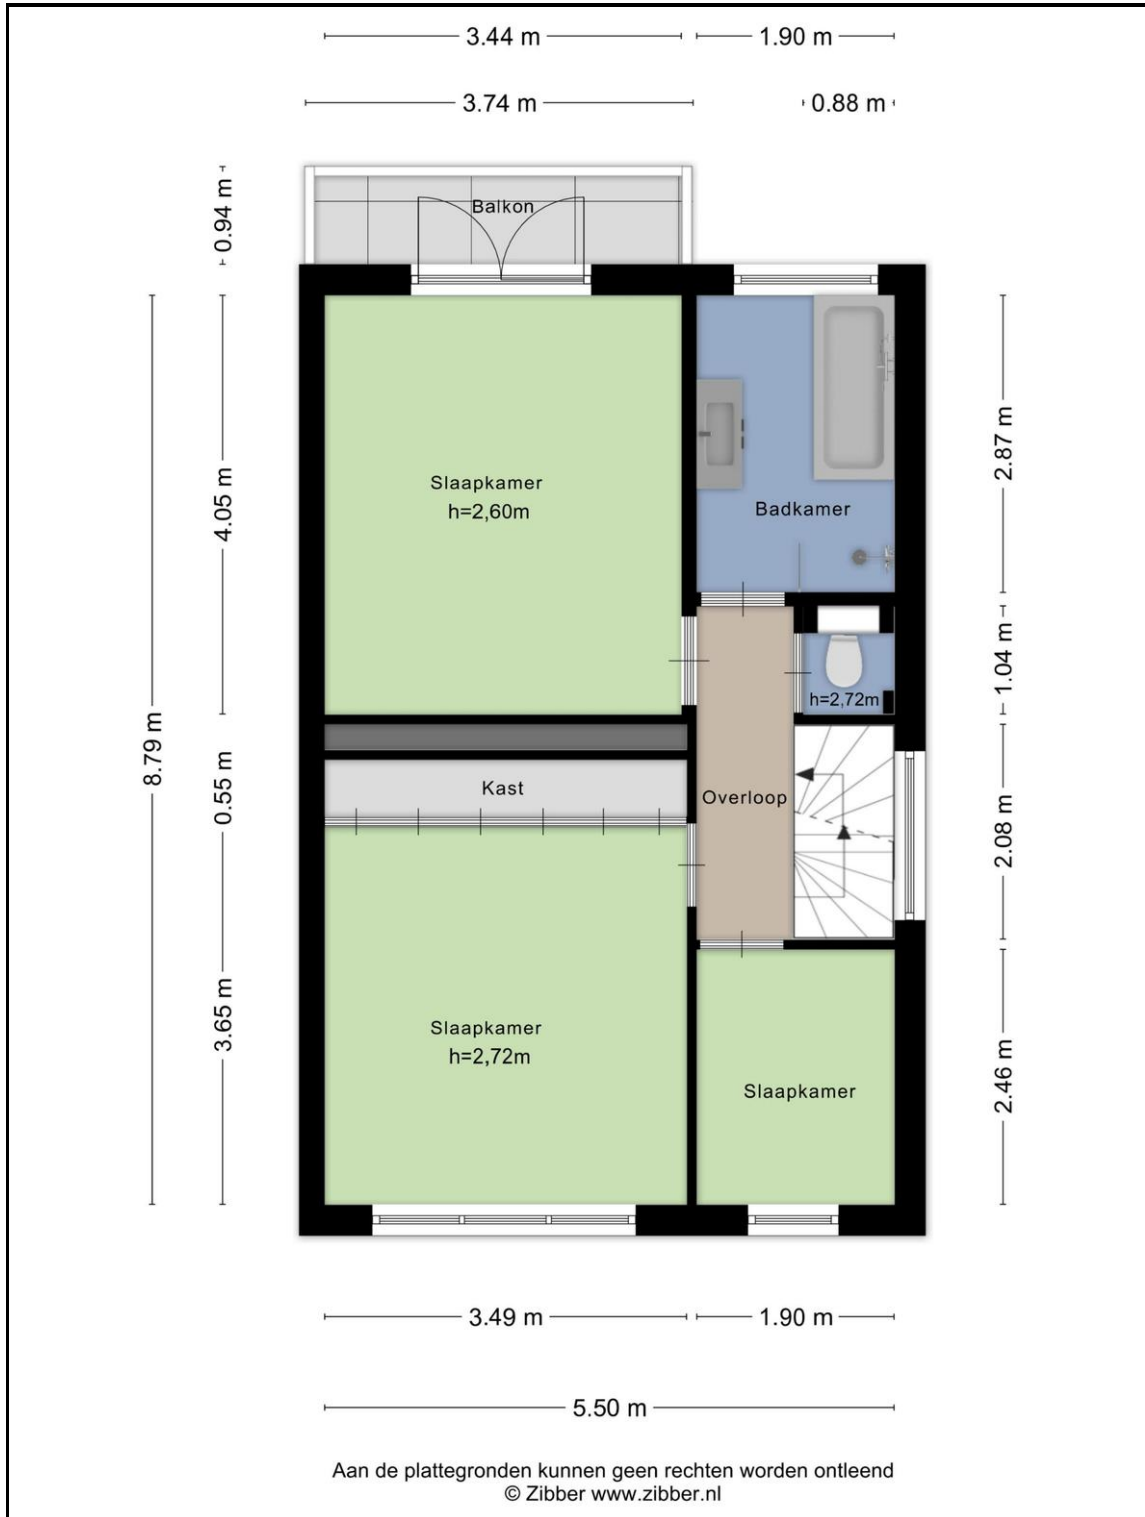 3.44 m
1.90 m
3.74 m
0.88 m
0.94 m
Balkon
4.05 m
2.87 m
Slaapkamer
h=2,60m
Badkamer
1.04 m
h=2,72m
8.79 m
0.55 m
Kast
Overloop
2.08 m
3.65 m
Slaapkamer
h=2,72m
2.46 m
Slaapkamer
3.49 m
1.90 m
5.50 m
Aan de plattegronden kunnen geen rechten worden ontleend
© Zibber www.zibber.nl